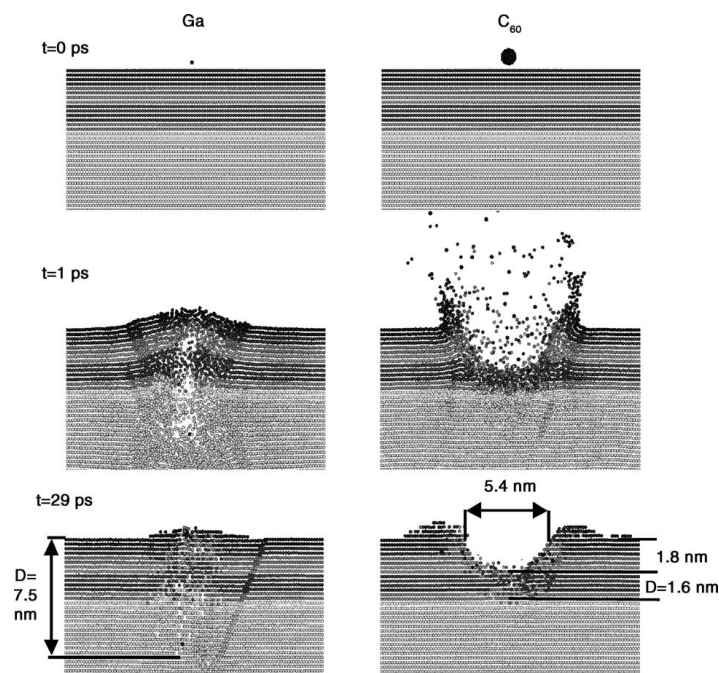 Ga
C₆₀
t=0 ps
t=1 ps
t=29 ps
5.4 nm
D=
7.5
nm
1.8 nm
D=1.6 nm